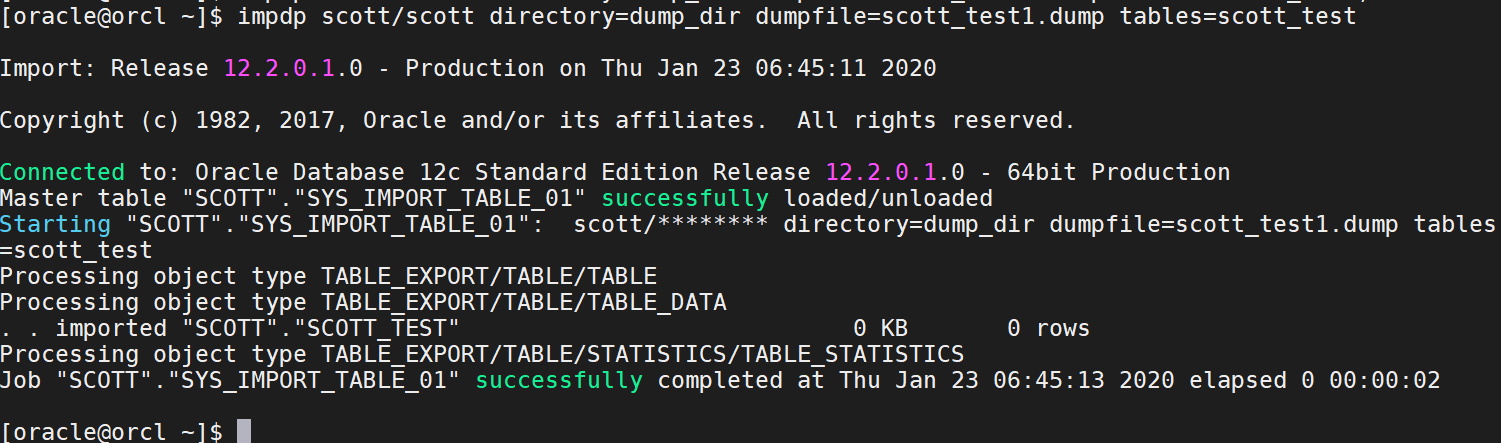 [oracle@orcl ~]$ impdp scott/scott directory=dump_dir dumpfile=scott_test1.dump tables=scott_test
Import: Release 12.2.0.1.0 - Production on Thu Jan 23 06:45:11 2020
Copyright (c) 1982, 2017, Oracle and/or its affiliates.  All rights reserved.
Connected to: Oracle Database 12c Standard Edition Release 12.2.0.1.0 - 64bit Production
Master table "SCOTT"."SYS_IMPORT_TABLE_01" successfully loaded/unloaded
Starting "SCOTT"."SYS_IMPORT_TABLE_01":  scott/******** directory=dump_dir dumpfile=scott_test1.dump tables
=scott_test
Processing object type TABLE_EXPORT/TABLE/TABLE
Processing object type TABLE_EXPORT/TABLE/TABLE_DATA
. . imported "SCOTT"."SCOTT_TEST"                            0 KB       0 rows
Processing object type TABLE_EXPORT/TABLE/STATISTICS/TABLE_STATISTICS
Job "SCOTT"."SYS_IMPORT_TABLE_01" successfully completed at Thu Jan 23 06:45:13 2020 elapsed 0 00:00:02
[oracle@orcl ~]$